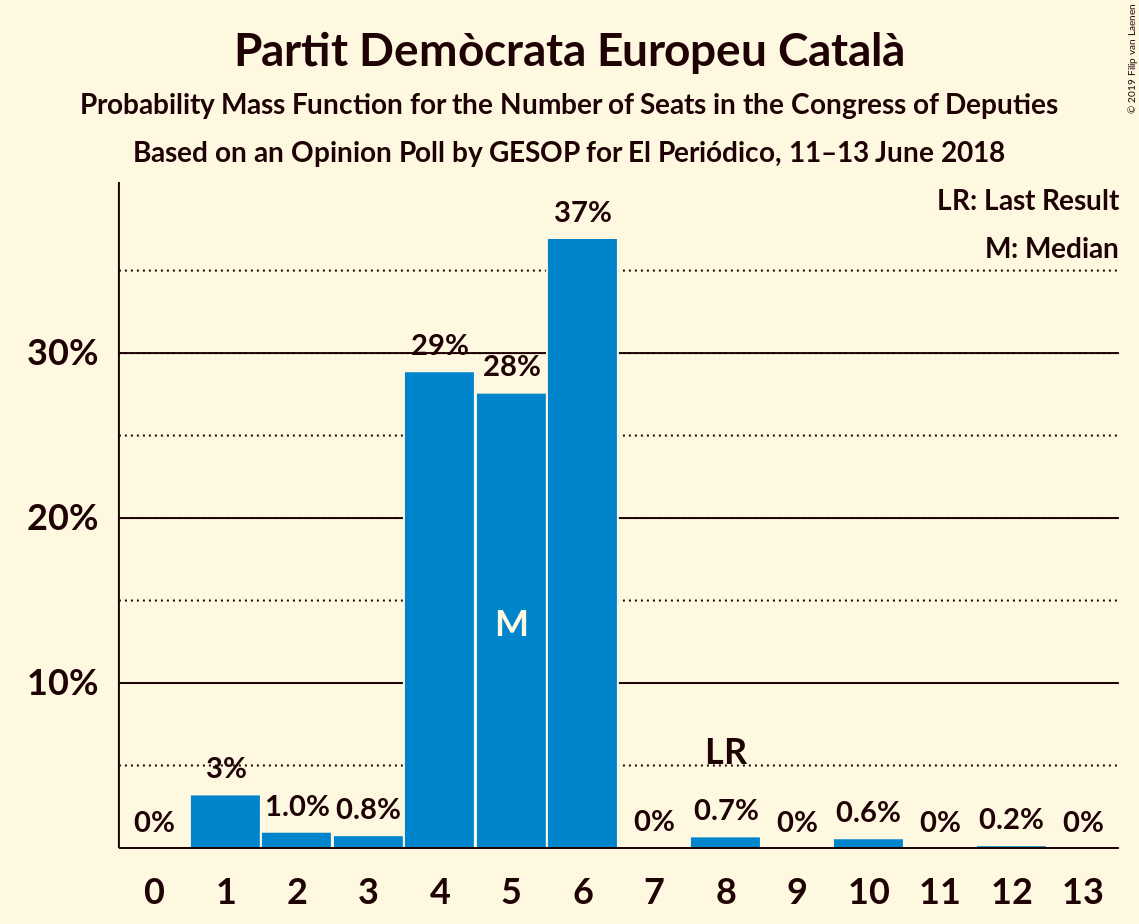 Partit Demòcrata Europeu Català
Probability Mass Function for the Number of Seats in the Congress of Deputies
Based on an Opinion Poll by GESOP for El Periódico, 11–13 June 2018
© 2019 Filip van Laenen
LR: Last Result
M: Median
37%
29%
28%
30%
20%
10%
M
LR
0%
3%
1.0%
0.8%
0%
0.7%
0%
0.6%
0%
0.2%
0%
0 1 2 3 4 5 6 7 8 9 10 11 12 13